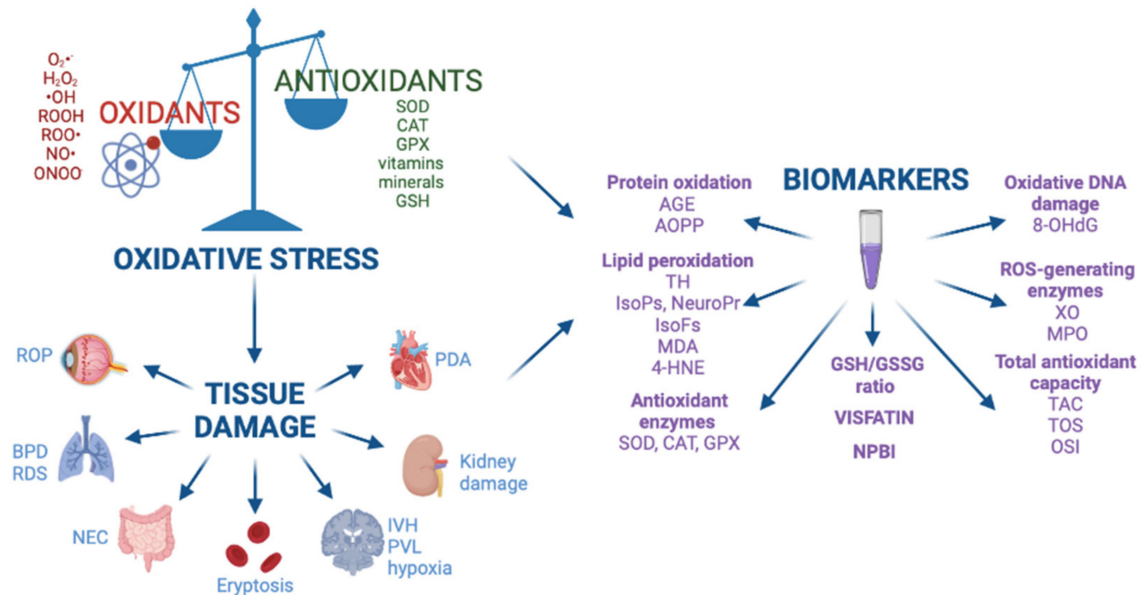 O₂•⁻
H₂O₂
•OH
ROOH
ROO•
NO•
ONOO⁻
OXIDANTS
ANTIOXIDANTS
SOD
CAT
GPX
vitamins
minerals
GSH
OXIDATIVE STRESS
TISSUE
DAMAGE
ROP
BPD
RDS
NEC
Eryptosis
IVH
PVL
hypoxia
Kidney
damage
PDA
BIOMARKERS
Protein oxidation
AGE
AOPP
Lipid peroxidation
TH
IsoPs, NeuroPr
IsoFs
MDA
4-HNE
Antioxidant
enzymes
SOD, CAT, GPX
GSH/GSSG
ratio
VISFATIN
NPBI
Oxidative DNA
damage
8-OHdG
ROS-generating
enzymes
XO
MPO
Total antioxidant
capacity
TAC
TOS
OSI